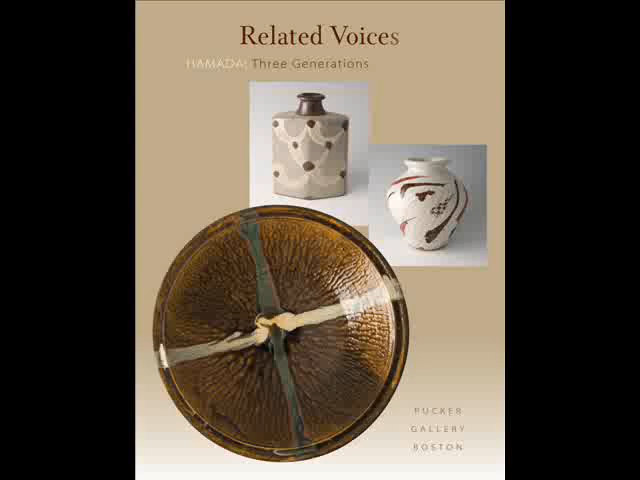 Related Voices
HAMADA: Three Generations
PUCKER
GALLERY
BOSTON